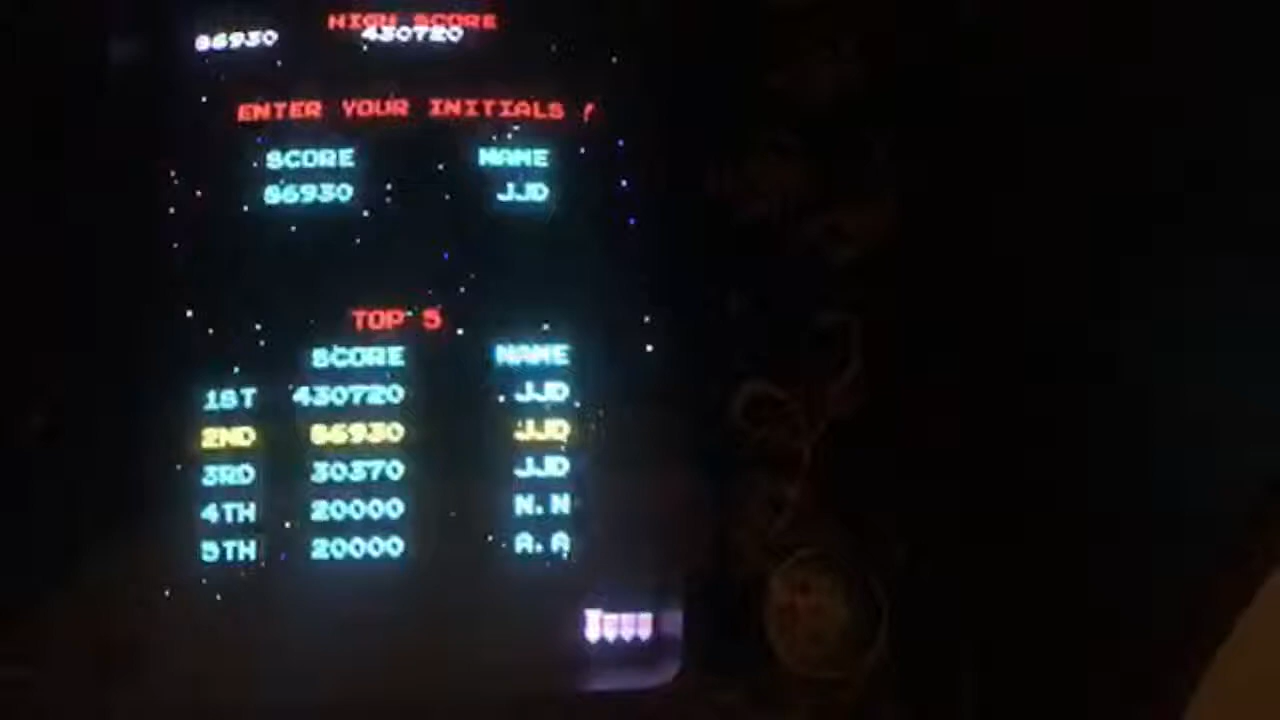 HIGH SCORE
86930 430720
ENTER YOUR INITIALS !
SCORE NAME
86930 JJD
TOP 5
SCORE NAME
1ST 430720 JJD
2ND 86930 JJD
3RD 30370 JJD
4TH 20000 N.N
5TH 20000 A.A